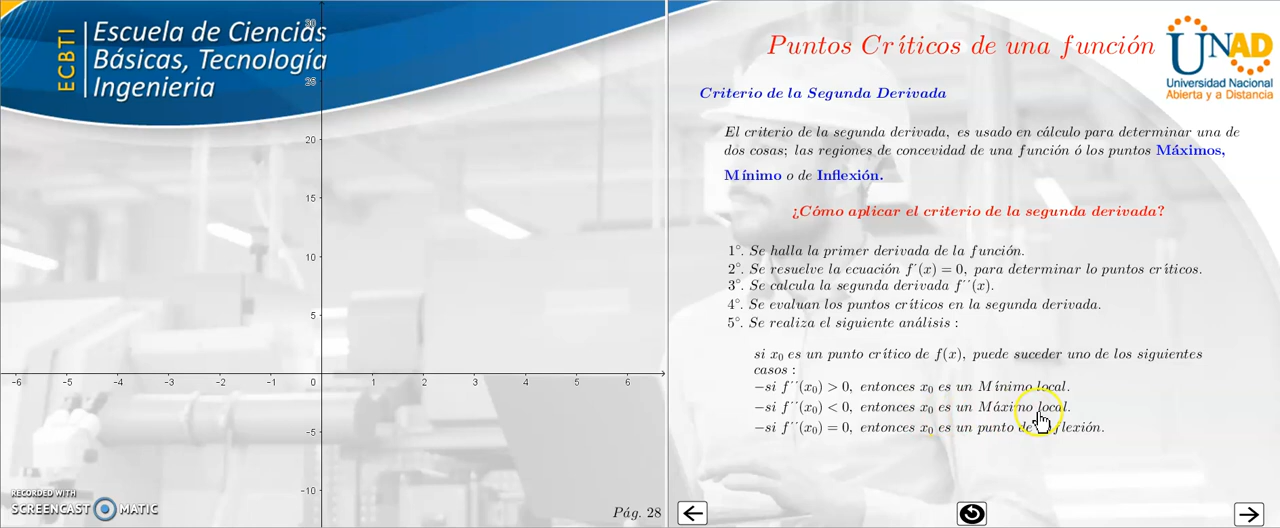 ECBTI
Escuela de Ciencias
Básicas, Tecnología
Ingenieria
30
25
20
15
10
5
-6 -5 -4 -3 -2 -1 0 1 2 3 4 5 6
-5
-10
RECORDED WITH
SCREENCAST MATIC
Pág. 28
Puntos Críticos de una función
UNAD
Universidad Nacional
Abierta y a Distancia
Criterio de la Segunda Derivada
El criterio de la segunda derivada, es usado en cálculo para determinar una de
dos cosas; las regiones de concevidad de una función ó los puntos Máximos,
Mínimo o de Inflexión.
¿Cómo aplicar el criterio de la segunda derivada?
1°. Se halla la primer derivada de la función.
2°. Se resuelve la ecuación f´(x) = 0, para determinar lo puntos críticos.
3°. Se calcula la segunda derivada f´´(x).
4°. Se evaluan los puntos críticos en la segunda derivada.
5°. Se realiza el siguiente análisis :
si x₀ es un punto crítico de f(x), puede suceder uno de los siguientes
casos :
−si f´´(x₀) > 0, entonces x₀ es un Mínimo local.
−si f´´(x₀) < 0, entonces x₀ es un Máximo local.
−si f´´(x₀) = 0, entonces x₀ es un punto de inflexión.